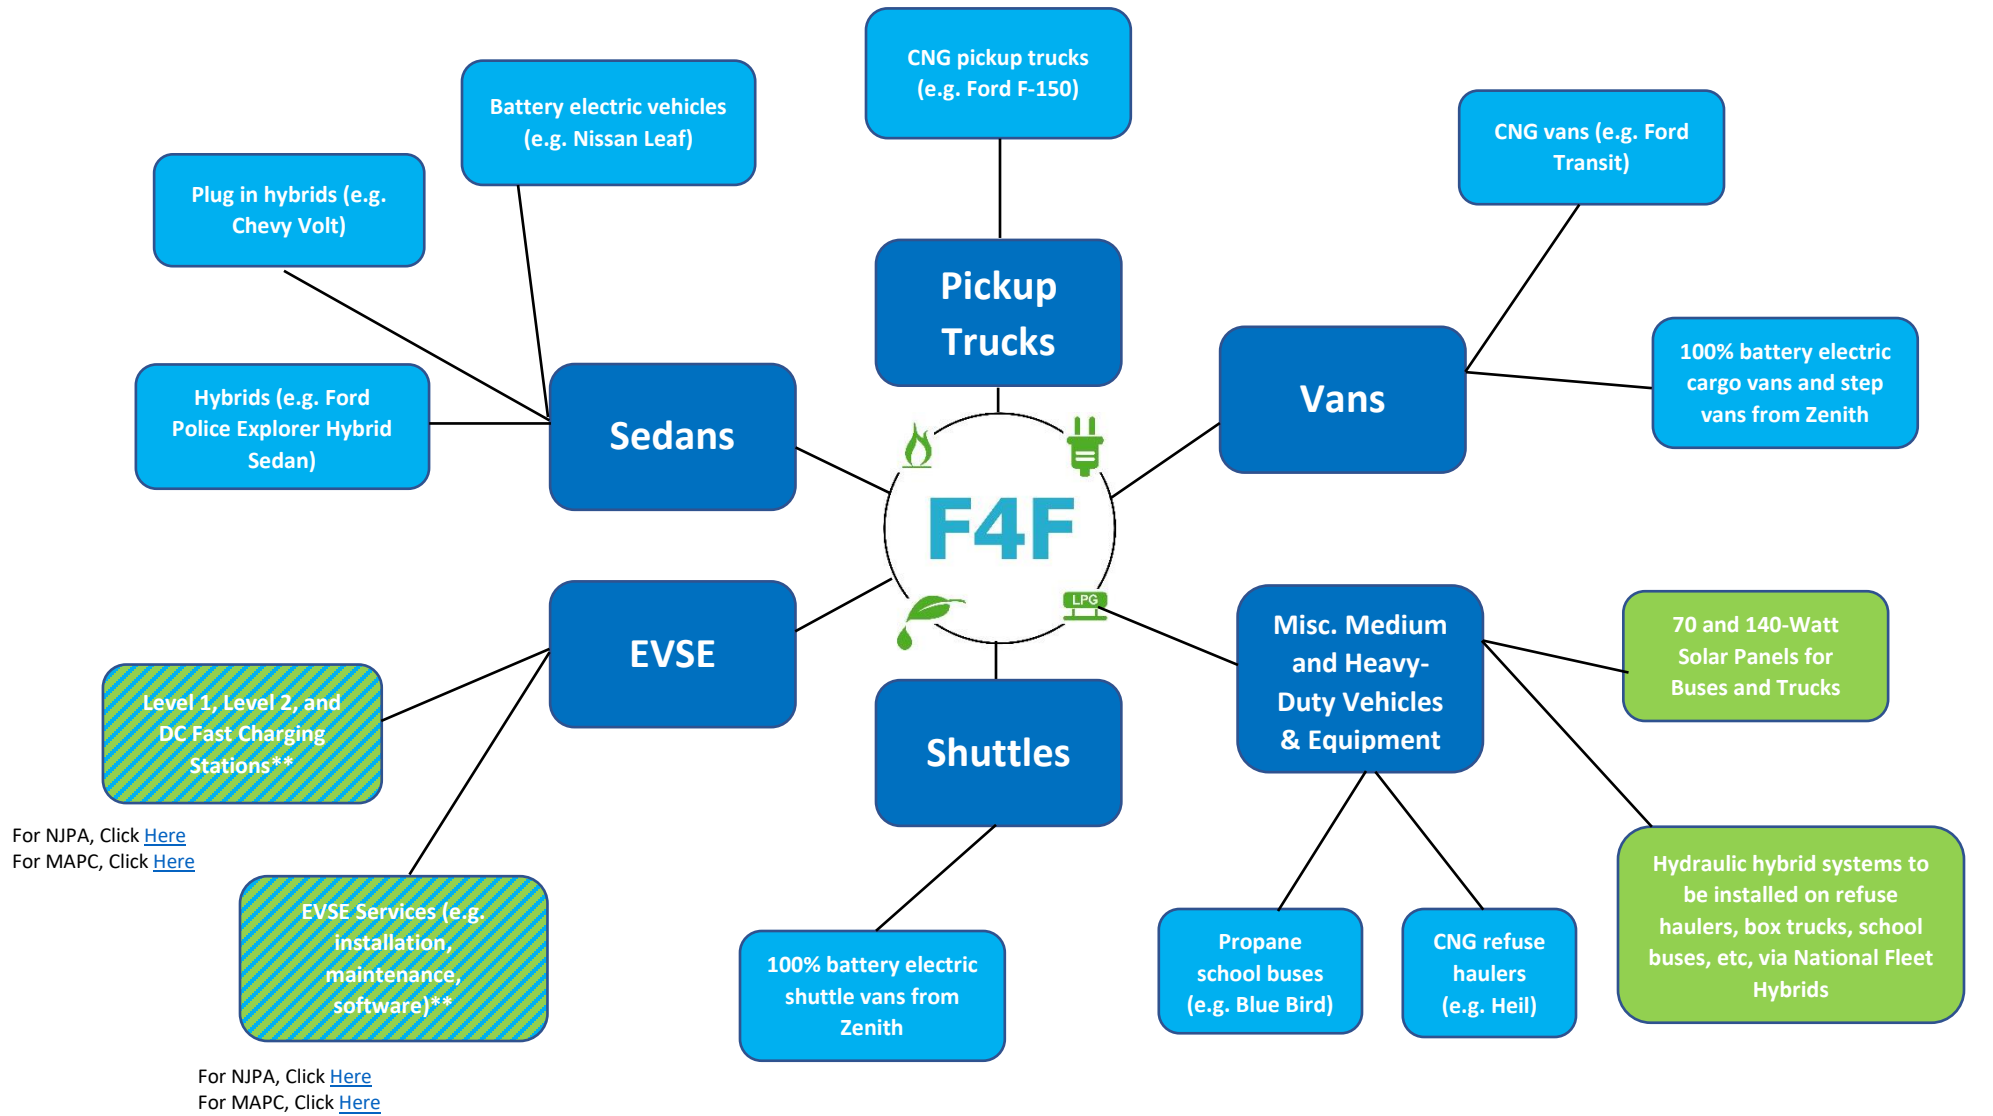 CNG pickup trucks
(e.g. Ford F-150)
Battery electric vehicles
(e.g. Nissan Leaf)
CNG vans (e.g. Ford
Transit)
Plug in hybrids (e.g.
Chevy Volt)
Pickup
Trucks
100% battery electric
cargo vans and step
vans from Zenith
Vans
Hybrids (e.g. Ford
Police Explorer Hybrid
Sedan)
Sedans
F4F
LPG
EVSE
Misc. Medium
and Heavy-
Duty Vehicles
& Equipment
70 and 140-Watt
Solar Panels for
Buses and Trucks
Level 1, Level 2, and
DC Fast Charging
Stations**
Shuttles
For NJPA, Click Here
For MAPC, Click Here
EVSE Services (e.g.
installation,
maintenance,
software)**
100% battery electric
shuttle vans from
Zenith
Propane
school buses
(e.g. Blue Bird)
CNG refuse
haulers
(e.g. Heil)
Hydraulic hybrid systems to
be installed on refuse
haulers, box trucks, school
buses, etc, via National Fleet
Hybrids
For NJPA, Click Here
For MAPC, Click Here